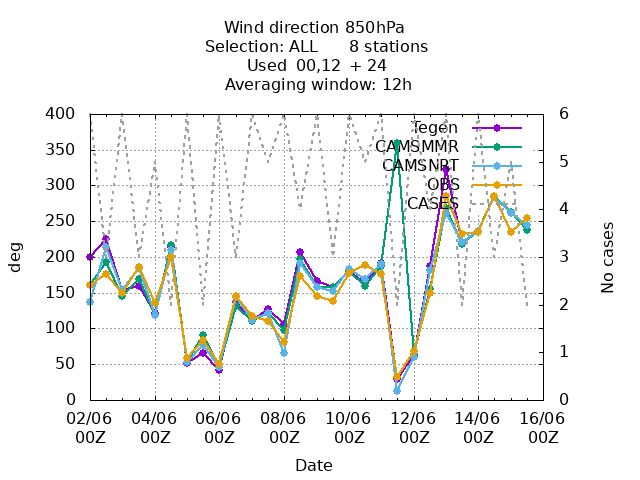 Wind direction 850hPa
Selection: ALL 8 stations
Used 00,12 + 24
Averaging window: 12h
400
350
300
250
200
150
100
50
0
deg
6
5
4
3
2
1
0
No cases
Tegen
CAMSMMR
CAMSNRT
OBS
CASES
02/06 04/06 06/06 08/06 10/06 12/06 14/06 16/06
00Z 00Z 00Z 00Z 00Z 00Z 00Z 00Z
Date